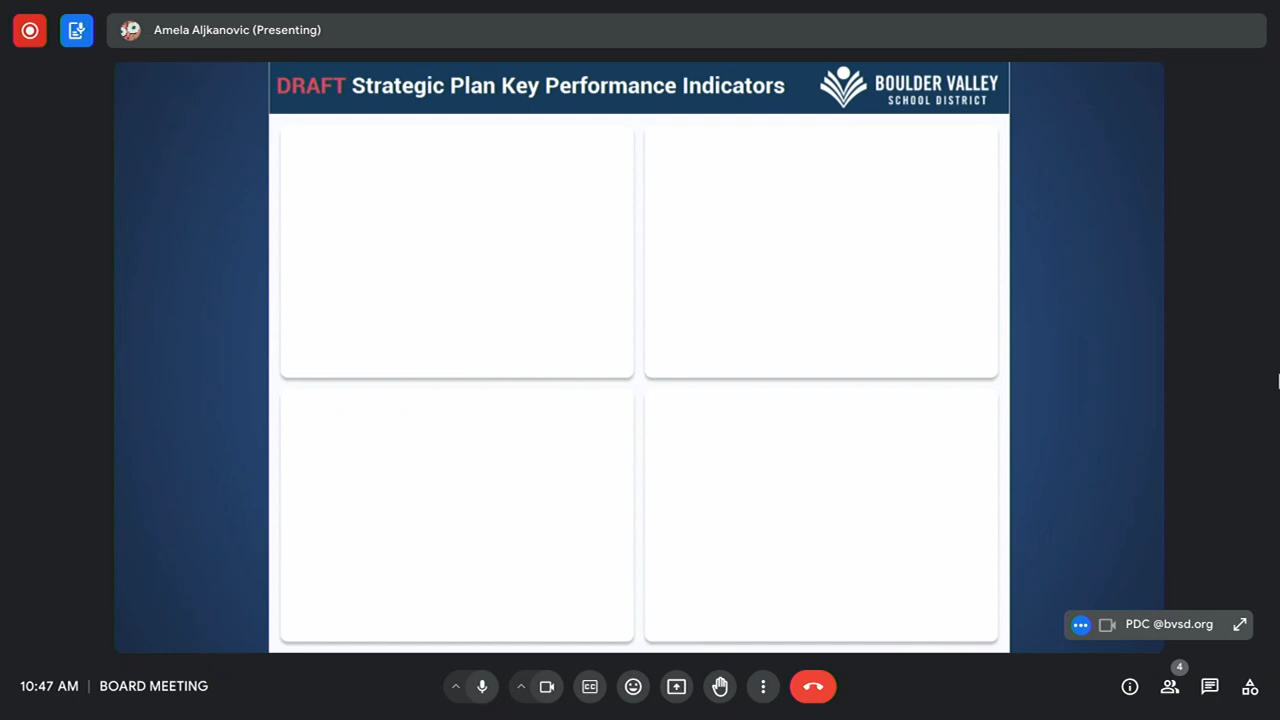 Amela Aljkanovic (Presenting)
DRAFT Strategic Plan Key Performance Indicators
BOULDER VALLEY
SCHOOL DISTRICT
PDC @bvsd.org
4
10:47 AM | BOARD MEETING